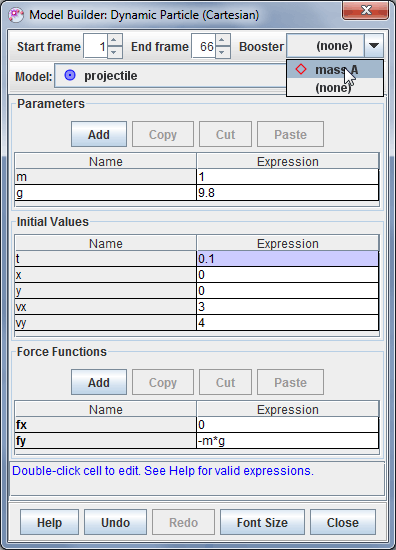 Model Builder: Dynamic Particle (Cartesian)
Start frame 1 End frame 66 Booster (none)
Model: projectile mass A
(none)
Parameters
Add Copy Cut Paste
Name Expression
m 1
g 9.8
Initial Values
Name Expression
t 0.1
x 0
y 0
vx 3
vy 4
Force Functions
Add Copy Cut Paste
Name Expression
fx 0
fy -m*g
Double-click cell to edit. See Help for valid expressions.
Help Undo Redo Font Size Close